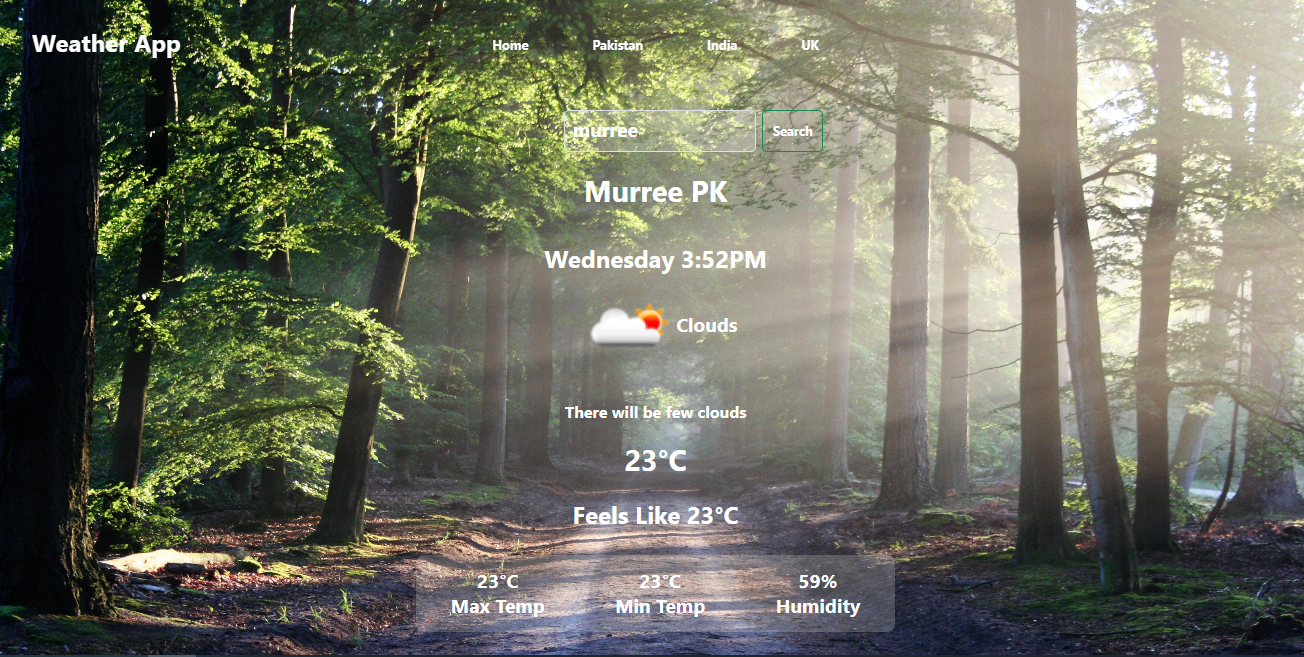 Weather App
Home Pakistan India UK
murree Search
Murree PK
Wednesday 3:52PM
Clouds
There will be few clouds
23°C
Feels Like 23°C
23°C 23°C 59%
Max Temp Min Temp Humidity